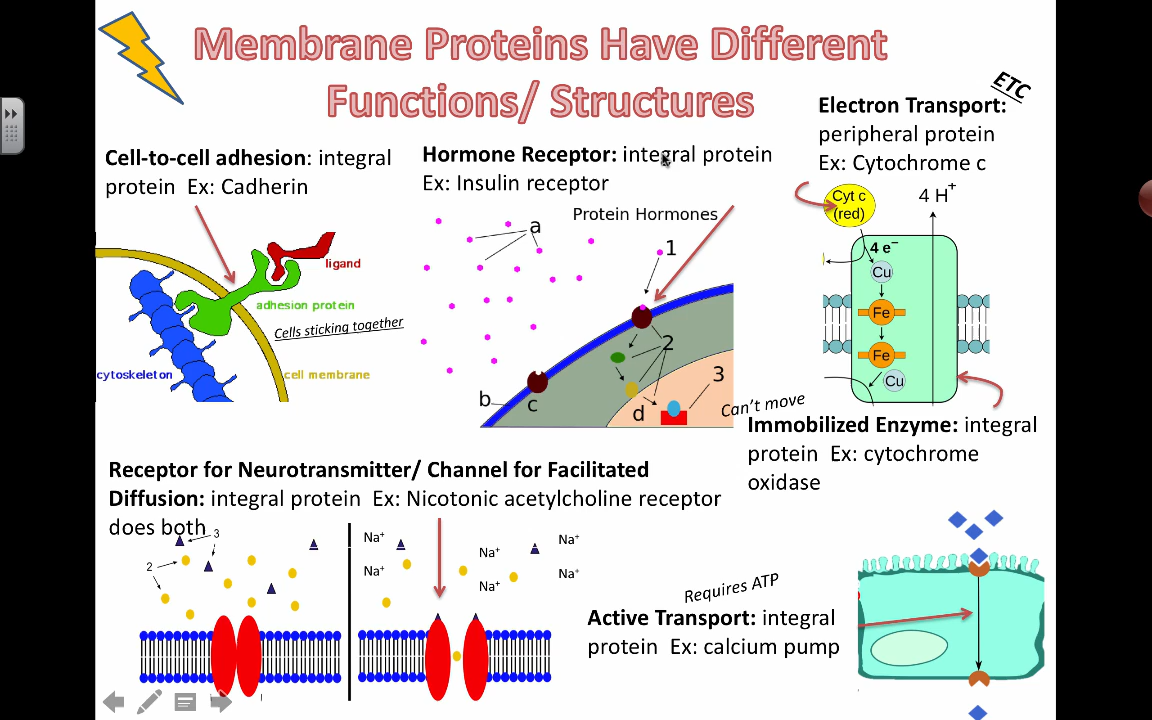 Membrane Proteins Have Different
Functions/ Structures
ETC
Electron Transport:
peripheral protein
Ex: Cytochrome c
Cell-to-cell adhesion: integral
protein Ex: Cadherin
Hormone Receptor: integral protein
Ex: Insulin receptor
ligand
adhesion protein
Cells sticking together
cytoskeleton
cell membrane
Protein Hormones
a
1
2
3
b
c
d
Cyt c
(red)
4 H+
4 e−
Cu
Fe
Fe
Cu
Can't move
Immobilized Enzyme: integral
protein Ex: cytochrome
oxidase
Receptor for Neurotransmitter/ Channel for Facilitated
Diffusion: integral protein Ex: Nicotonic acetylcholine receptor
does both
3
2
Na+
Na+
Na+
Na+
Na+
Na+
Requires ATP
Active Transport: integral
protein Ex: calcium pump